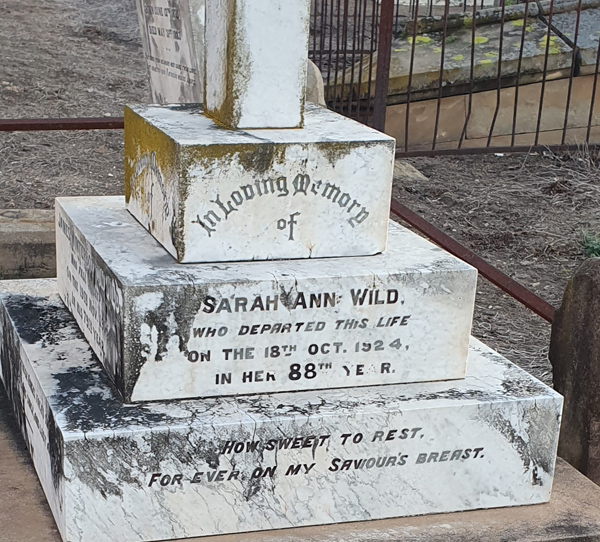 In Loving Memory
of
SARAH ANN WILD.
WHO DEPARTED THIS LIFE
ON THE 18TH OCT. 1924,
IN HER 88TH YEAR.
HOW SWEET TO REST,
FOR EVER ON MY SAVIOUR'S BREAST.